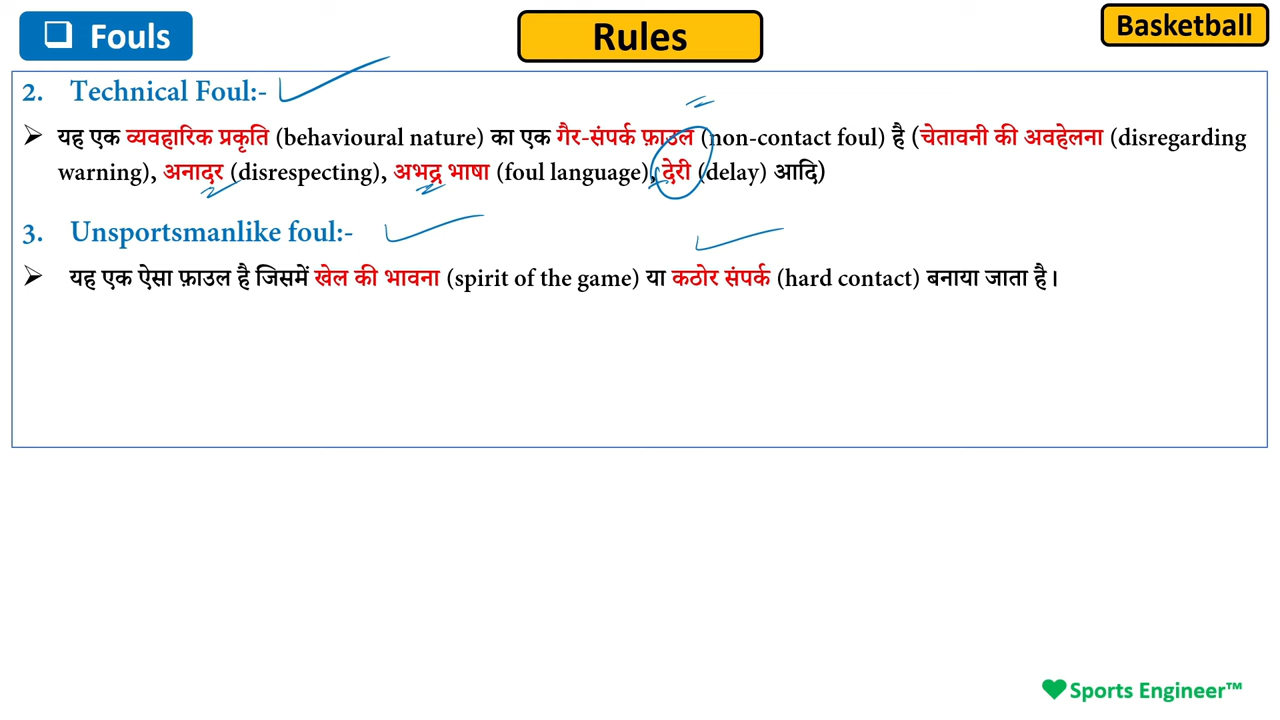 ❑ Fouls
Rules
Basketball
2. Technical Foul:-
➢ यह एक व्यवहारिक प्रकृति (behavioural nature) का एक गैर-संपर्क फ़ाउल (non-contact foul) है (चेतावनी की अवहेलना (disregarding
warning), अनादर (disrespecting), अभद्र भाषा (foul language), देरी (delay) आदि)
3. Unsportsmanlike foul:-
➢ यह एक ऐसा फ़ाउल है जिसमें खेल की भावना (spirit of the game) या कठोर संपर्क (hard contact) बनाया जाता है।
Sports Engineer™